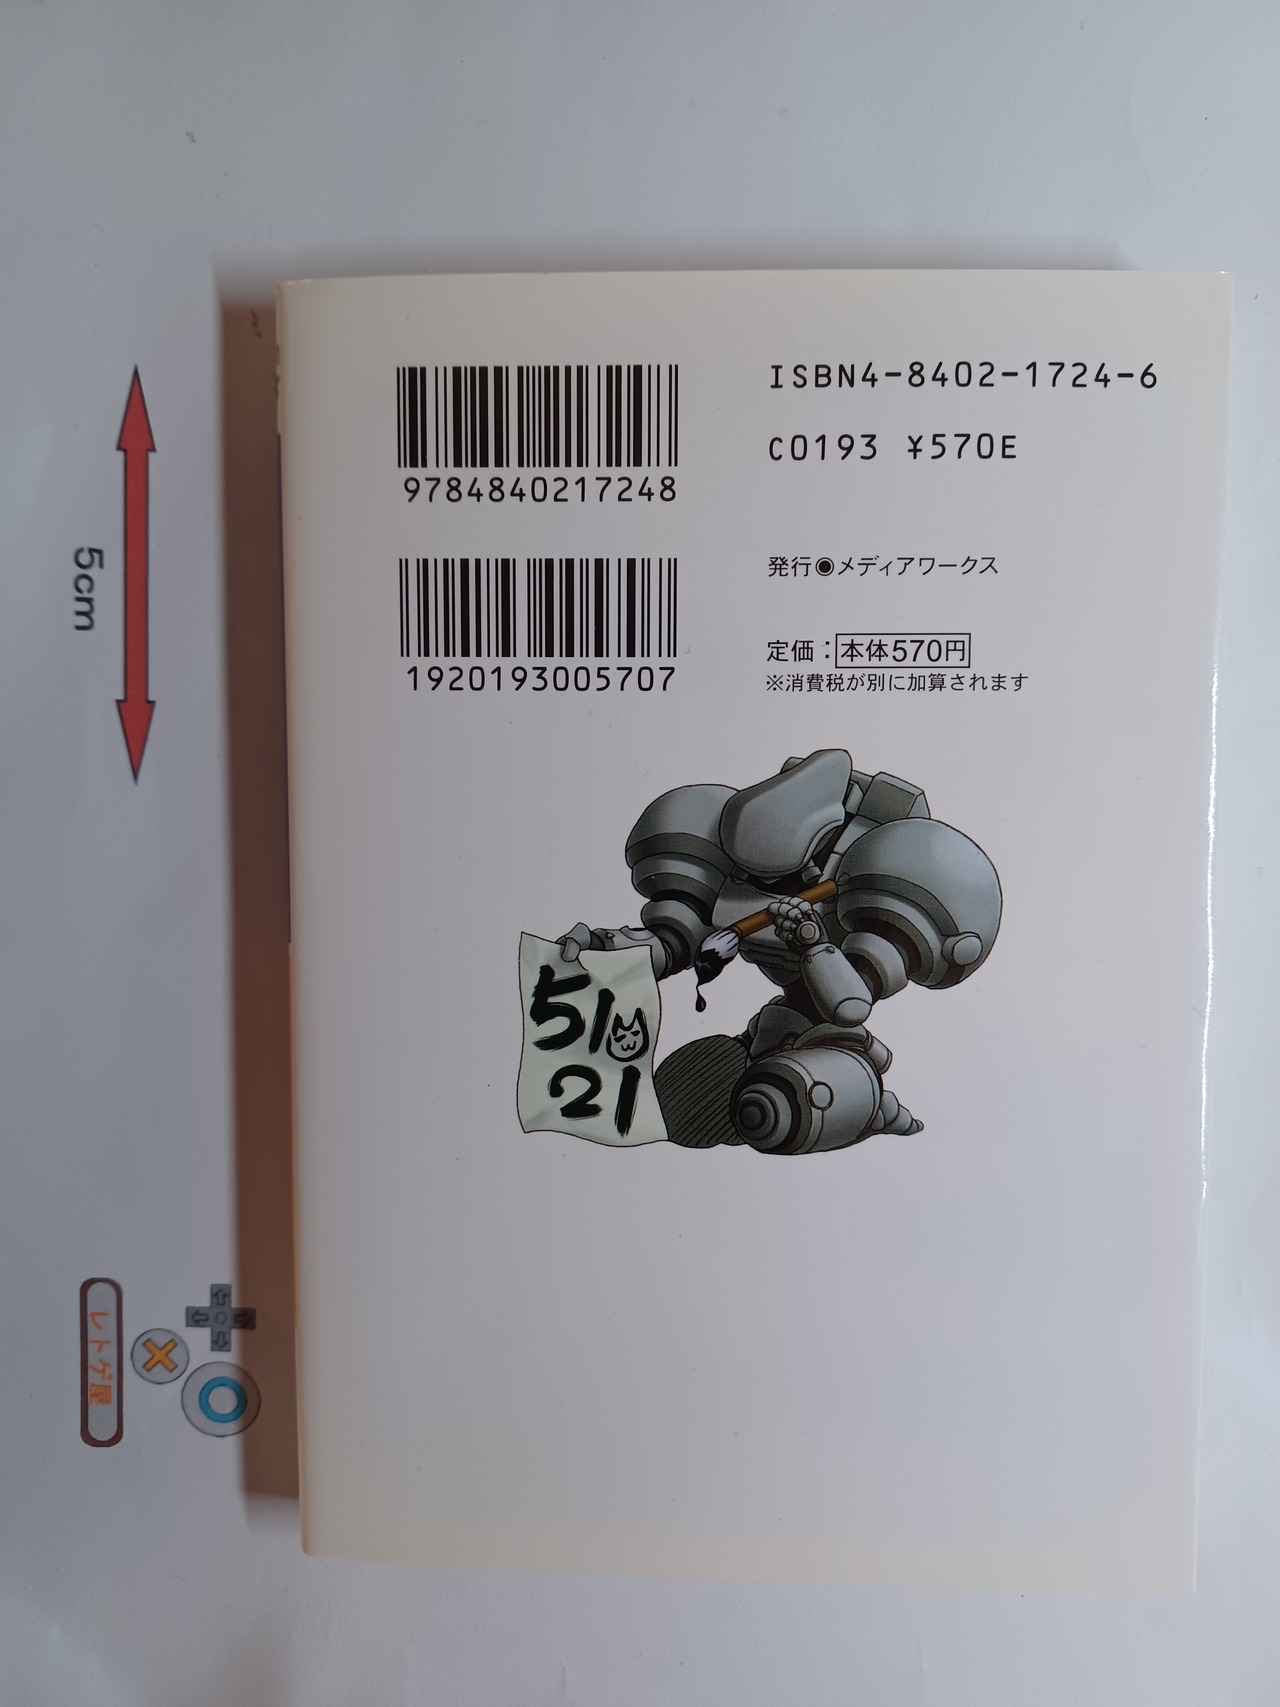 ISBN4-8402-1724-6
9784840217248
C0193 ¥570E
発行◉メディアワークス
1920193005707
定価：本体570円
※消費税が別に加算されます
51
21
5cm
レトゲ屋